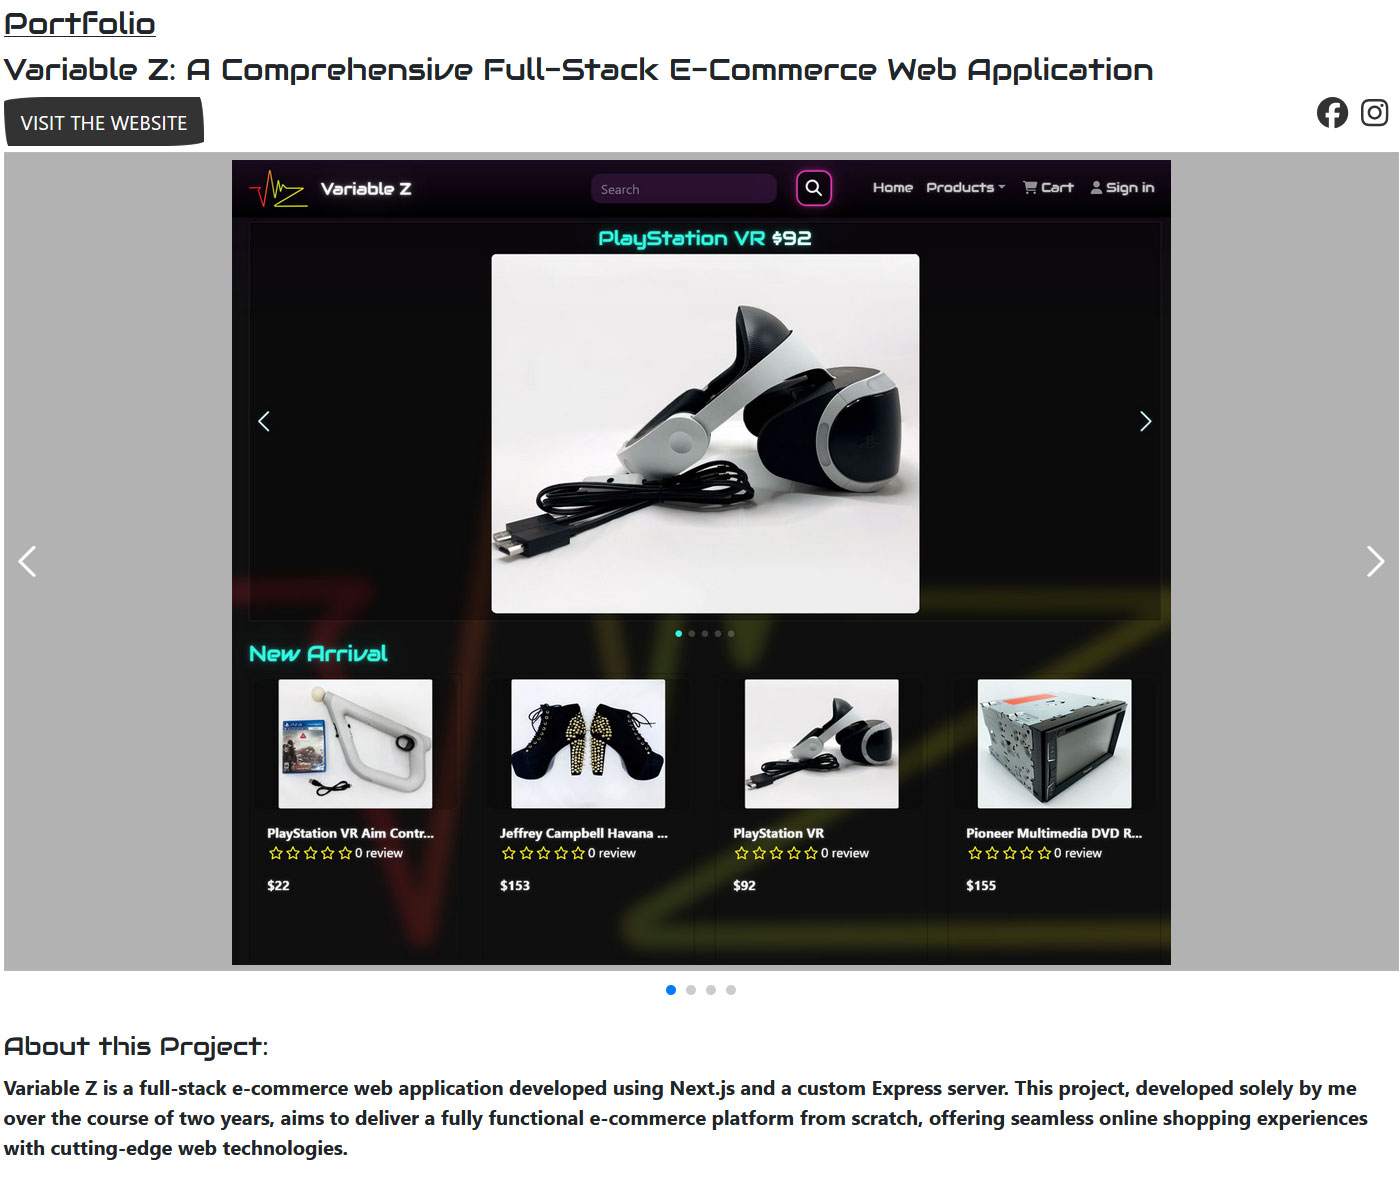 Portfolio
Variable Z: A Comprehensive Full-Stack E-Commerce Web Application
VISIT THE WEBSITE
Variable Z
Search
Home Products Cart Sign in
PlayStation VR $92
New Arrival
PlayStation VR Aim Contr... Jeffrey Campbell Havana ... PlayStation VR Pioneer Multimedia DVD R...
0 review 0 review 0 review 0 review
$22 $153 $92 $155
About this Project:
Variable Z is a full-stack e-commerce web application developed using Next.js and a custom Express server. This project, developed solely by me
over the course of two years, aims to deliver a fully functional e-commerce platform from scratch, offering seamless online shopping experiences
with cutting-edge web technologies.